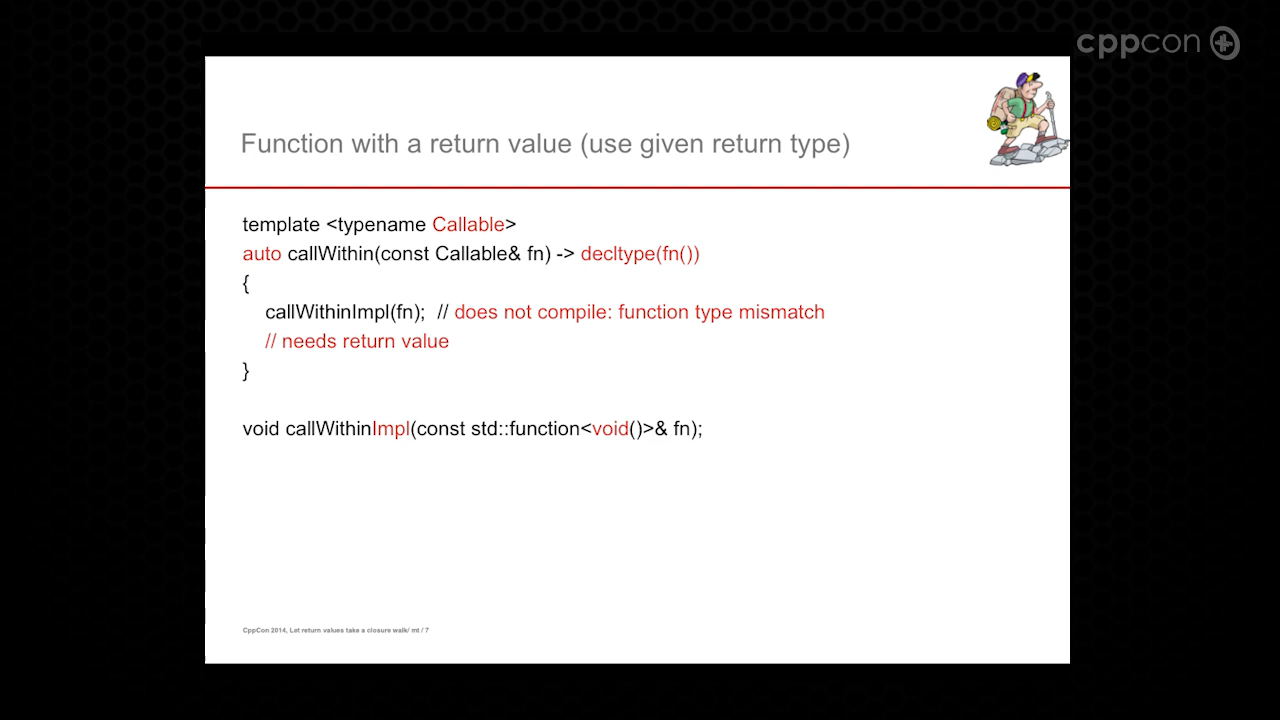 cppcon
Function with a return value (use given return type)
template <typename Callable>
auto callWithin(const Callable& fn) -> decltype(fn())
{
callWithinImpl(fn); // does not compile: function type mismatch
// needs return value
}
void callWithinImpl(const std::function<void()>& fn);
CppCon 2014, Let return values take a closure walk/ mt / 7